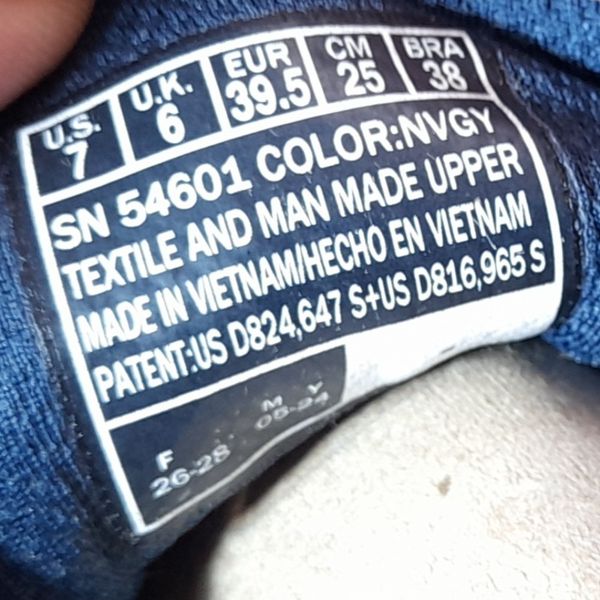 U.S. U.K. EUR CM BRA
7 6 39.5 25 38
SN 54601 COLOR:NVGY
TEXTILE AND MAN MADE UPPER
MADE IN VIETNAM/HECHO EN VIETNAM
PATENT:US D824,647 S+US D816,965 S
F M Y
26-28 05-24